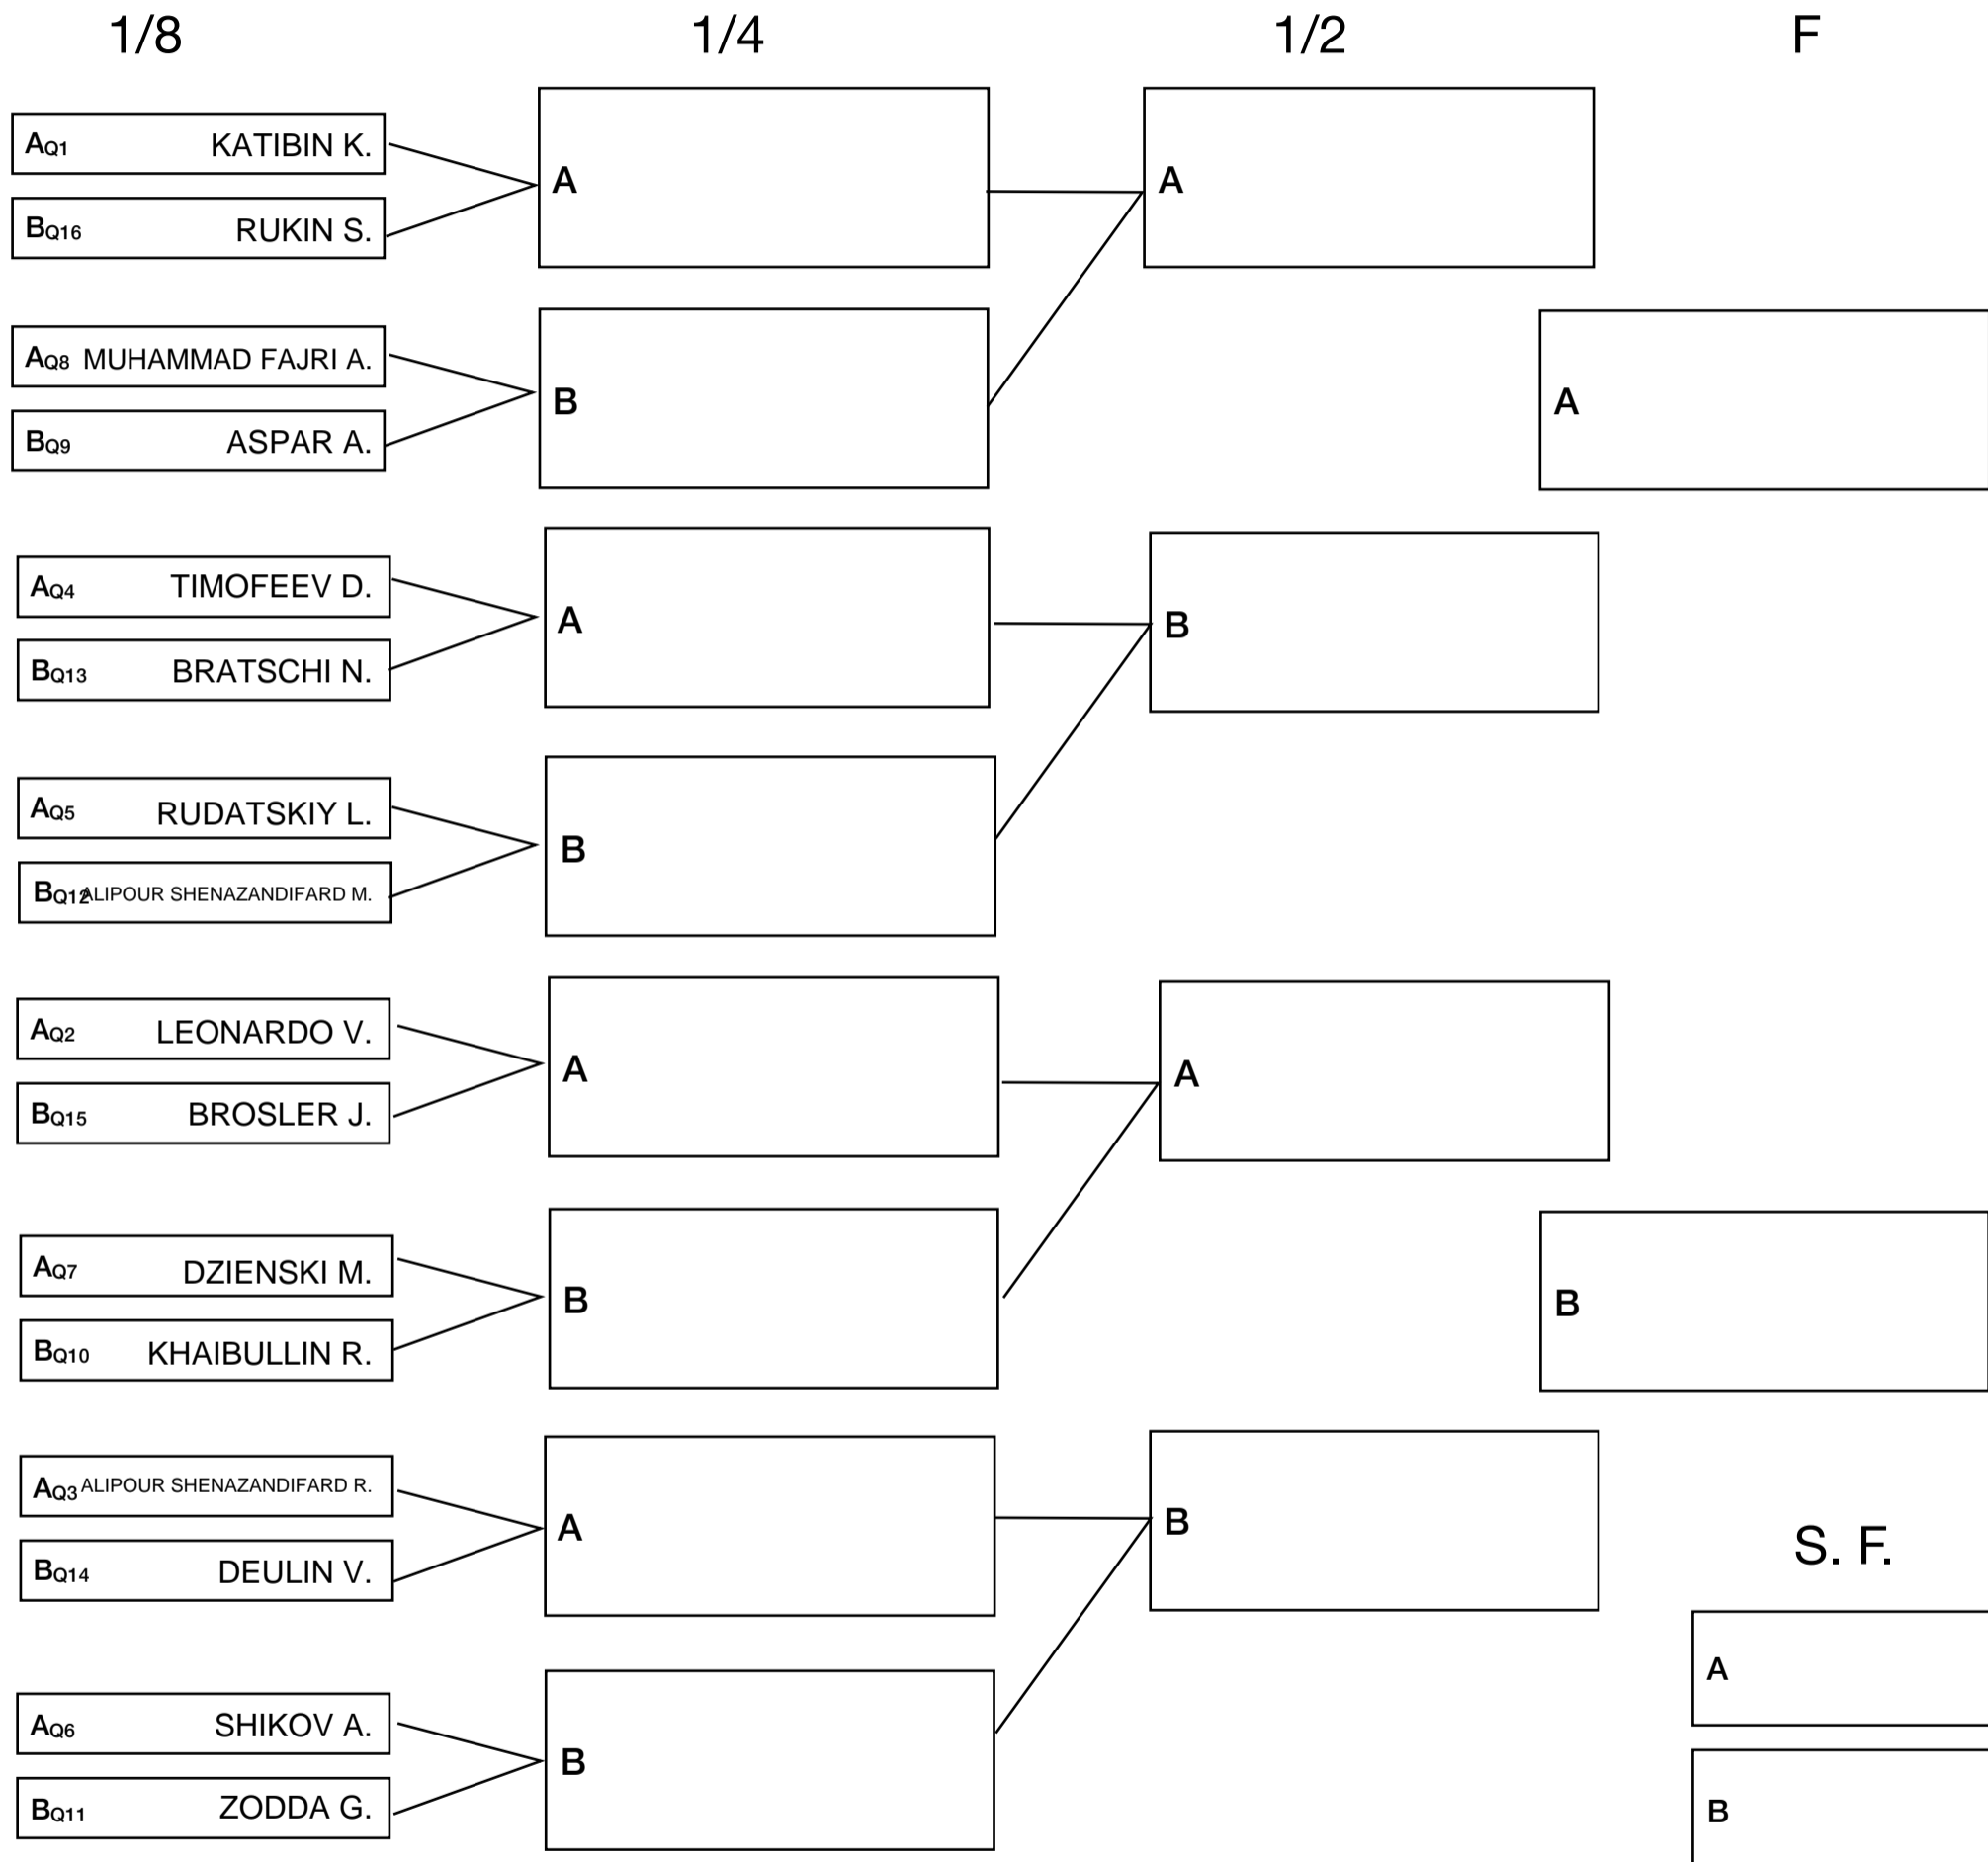 1/8 1/4 1/2 F
AQ1 KATIBIN K.
A A
BQ16 RUKIN S.
AQ8 MUHAMMAD FAJRI A.
B A
BQ9 ASPAR A.
AQ4 TIMOFEEV D.
A B
BQ13 BRATSCHI N.
AQ5 RUDATSKIY L.
B
BQ12 ALIPOUR SHENAZANDIFARD M.
AQ2 LEONARDO V.
A A
BQ15 BROSLER J.
AQ7 DZIENSKI M.
B B
BQ10 KHAIBULLIN R.
AQ3 ALIPOUR SHENAZANDIFARD R.
A B
S. F.
BQ14 DEULIN V.
A
AQ6 SHIKOV A.
B
BQ11 ZODDA G.
B